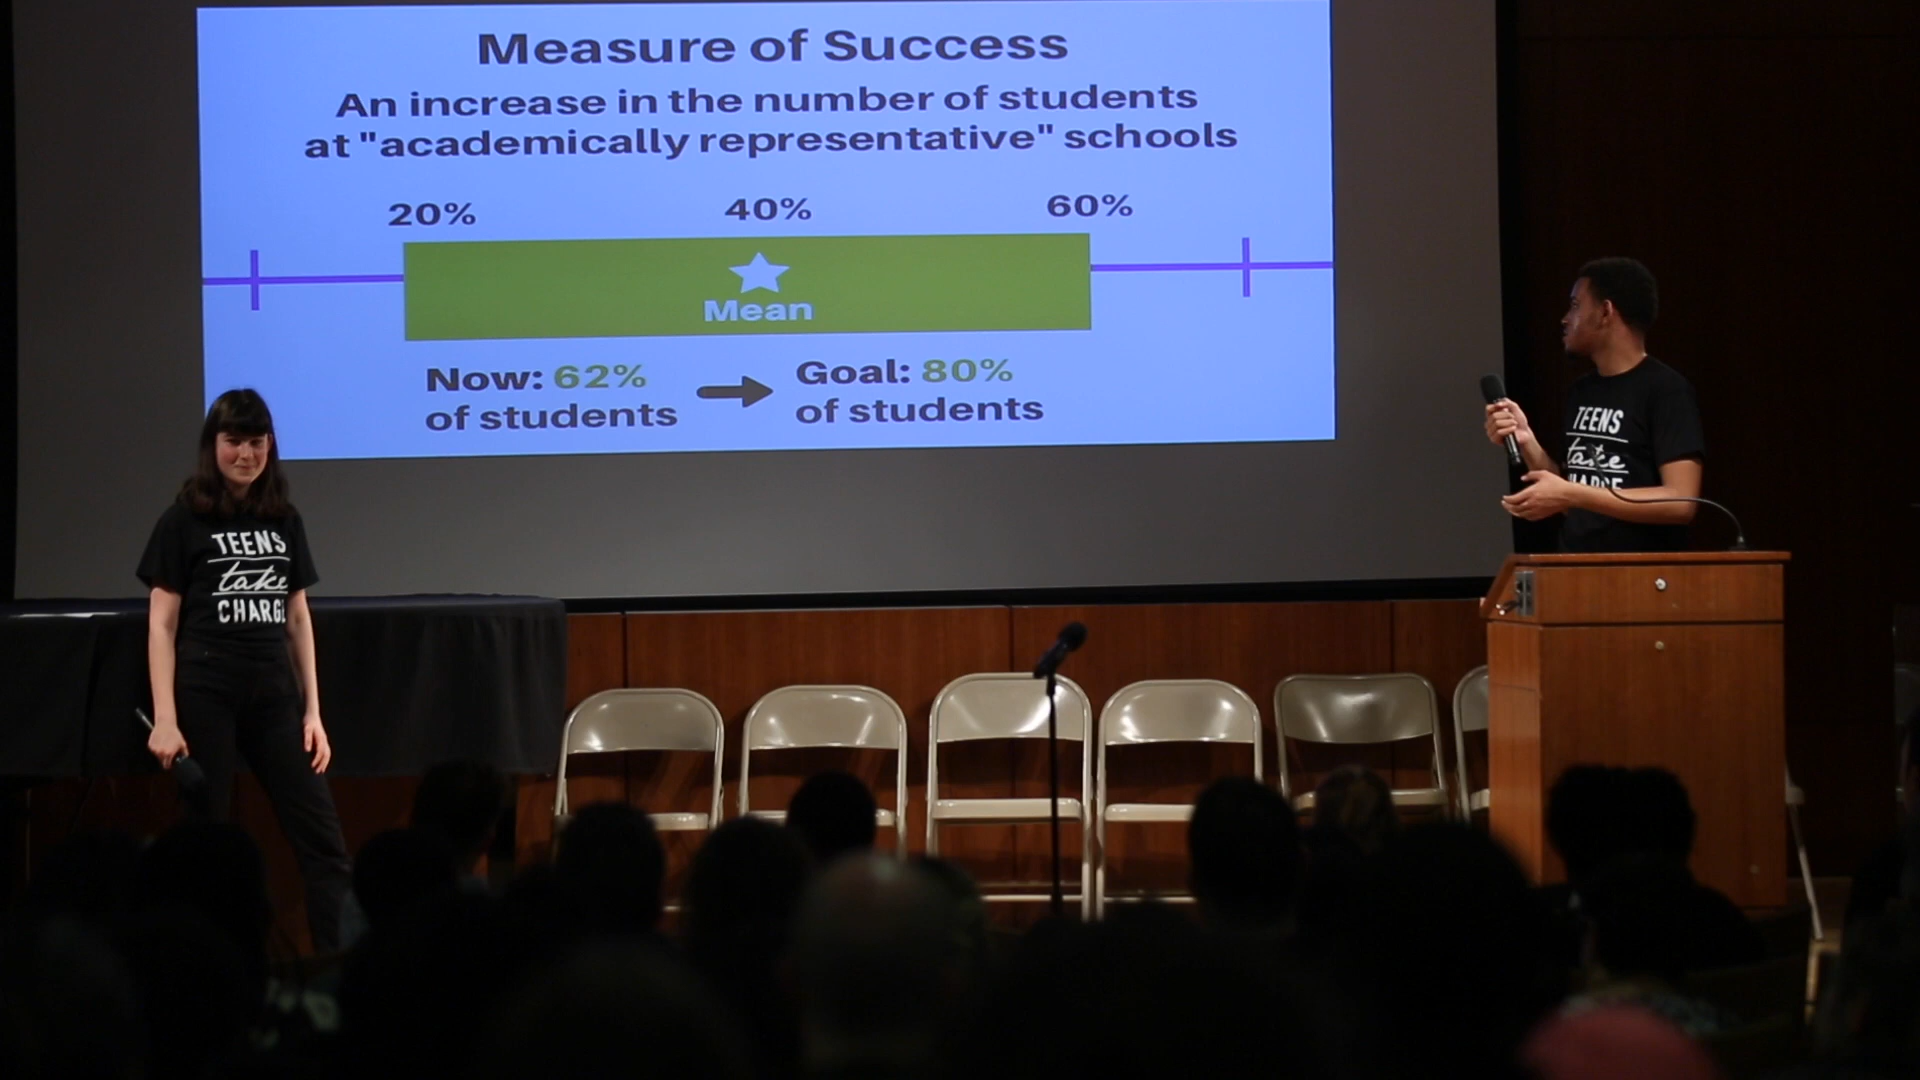 Measure of Success
An increase in the number of students
at "academically representative" schools
20% 40% 60%
Mean
Now: 62%
of students
Goal: 80%
of students
TEENS
take
CHARGE
TEENS
take
CHARGE